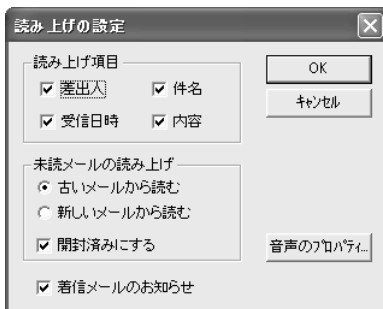 読み上げの設定
読み上げ項目
差出人
件名
受信日時
内容
OK
キャンセル
未読メールの読み上げ
古いメールから読む
新しいメールから読む
開封済みにする
音声のプロパティ...
着信メールのお知らせ